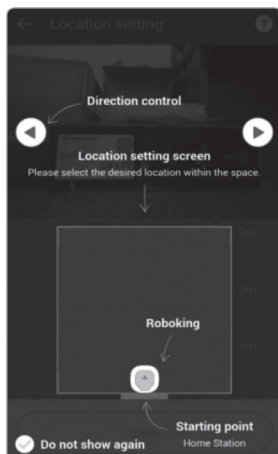 Location setting
?
Direction control
Location setting screen
Please select the desired location within the space.
3m
2m
1m
Roboking
Starting point
Do not show again
Home Station